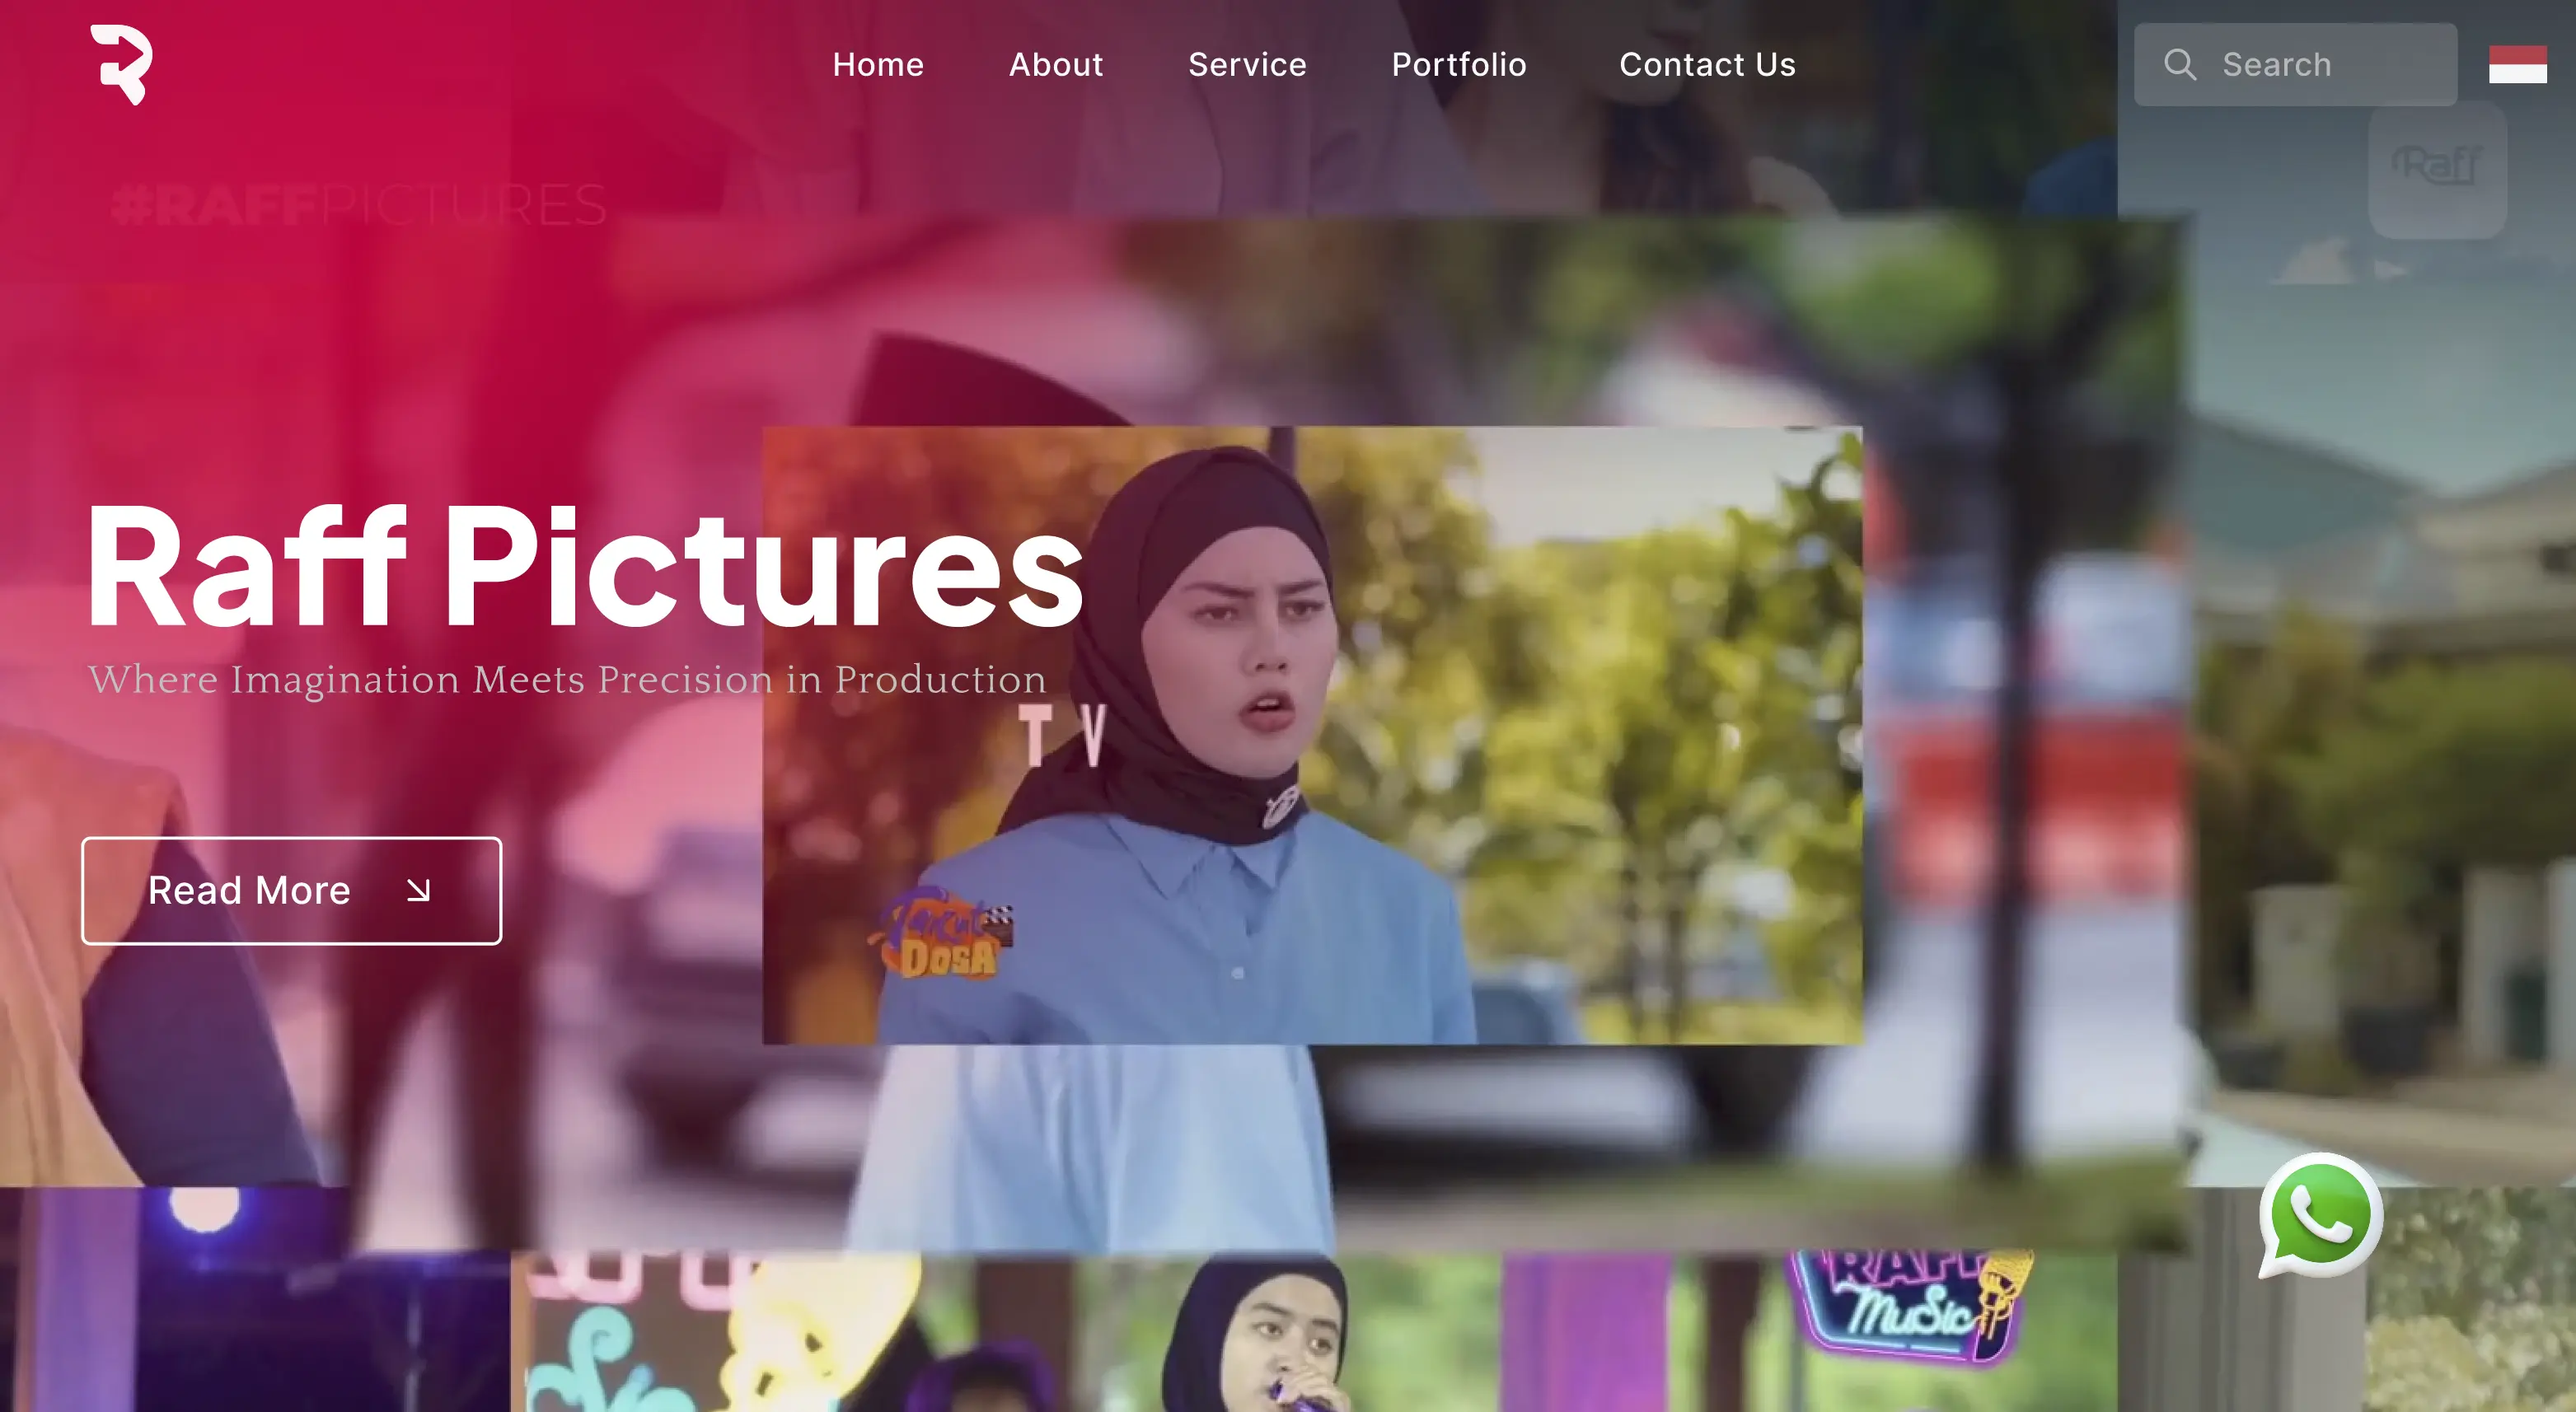 Home About Service Portfolio Contact Us
Search
Raff
#RAFFPICTURES
Raff Pictures
Where Imagination Meets Precision in Production
T V
Read More
Takut
DOSA
RAFF
Music